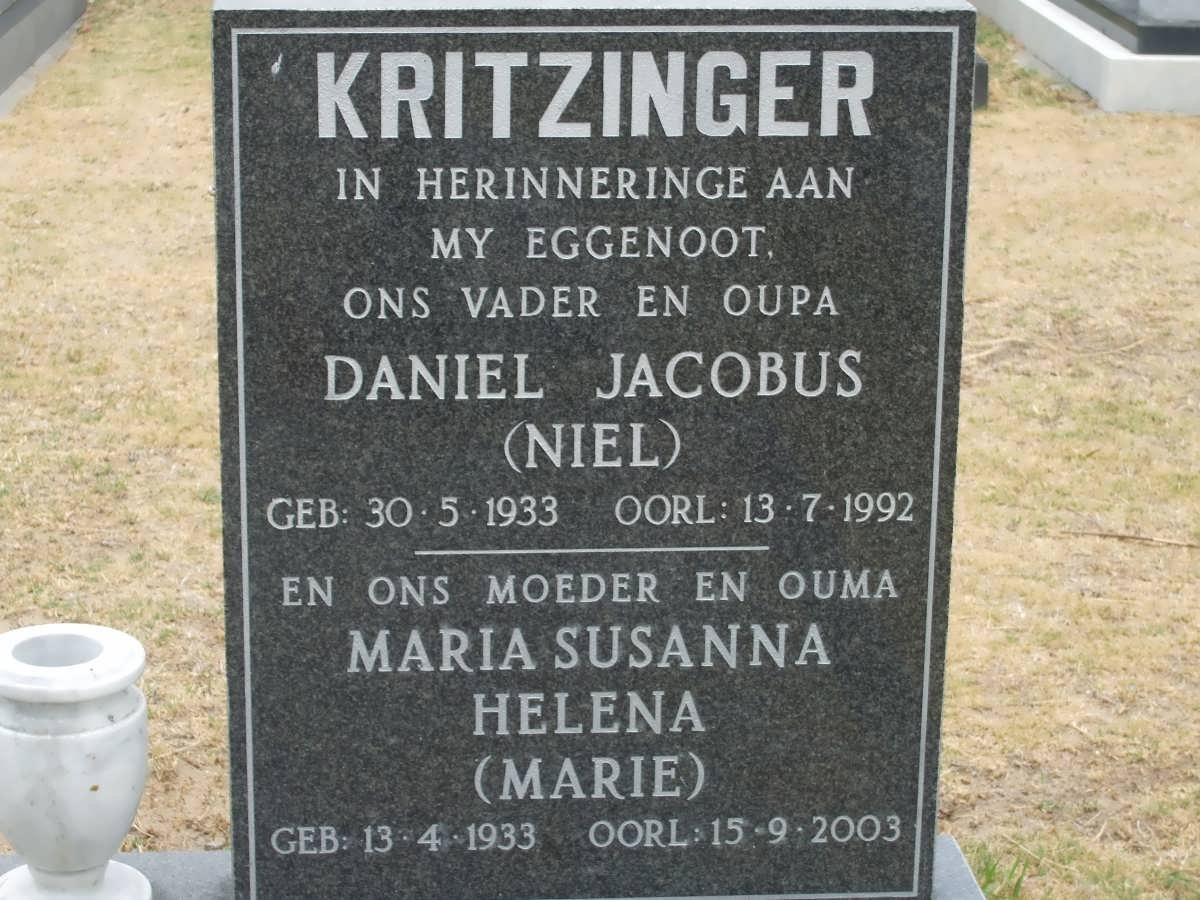 KRITZINGER
IN HERINNERINGE AAN
MY EGGENOOT,
ONS VADER EN OUPA
DANIEL JACOBUS
(NIEL)
GEB: 30·5·1933 OORL: 13·7·1992
EN ONS MOEDER EN OUMA
MARIA SUSANNA
HELENA
(MARIE)
GEB: 13·4·1933 OORL: 15·9·2003